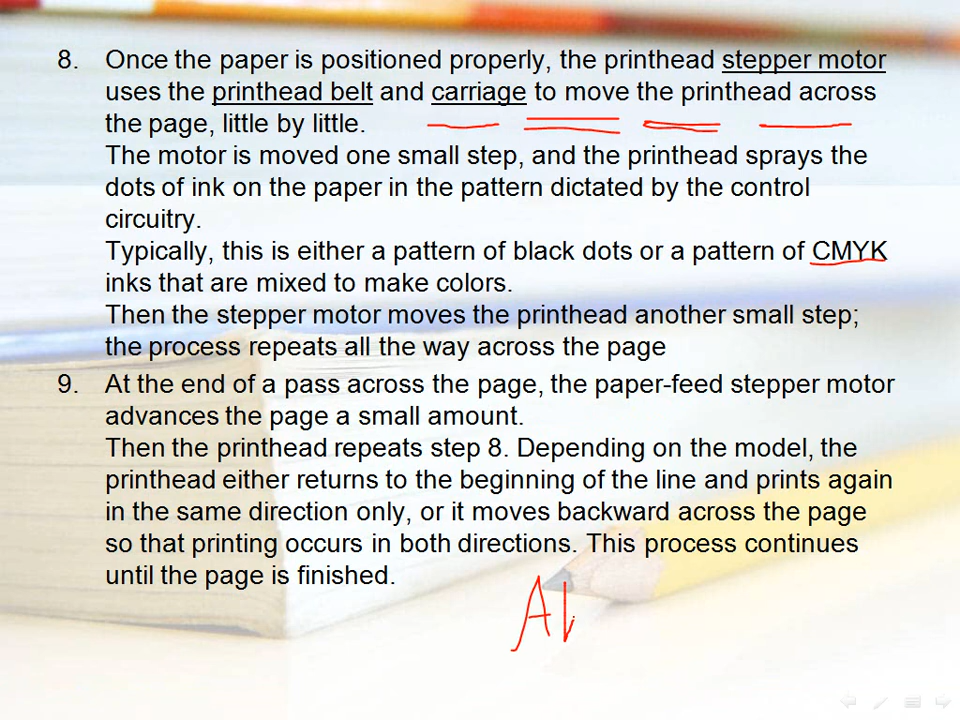 8. Once the paper is positioned properly, the printhead stepper motor
uses the printhead belt and carriage to move the printhead across
the page, little by little.
The motor is moved one small step, and the printhead sprays the
dots of ink on the paper in the pattern dictated by the control
circuitry.
Typically, this is either a pattern of black dots or a pattern of CMYK
inks that are mixed to make colors.
Then the stepper motor moves the printhead another small step;
the process repeats all the way across the page
9. At the end of a pass across the page, the paper-feed stepper motor
advances the page a small amount.
Then the printhead repeats step 8. Depending on the model, the
printhead either returns to the beginning of the line and prints again
in the same direction only, or it moves backward across the page
so that printing occurs in both directions. This process continues
until the page is finished.